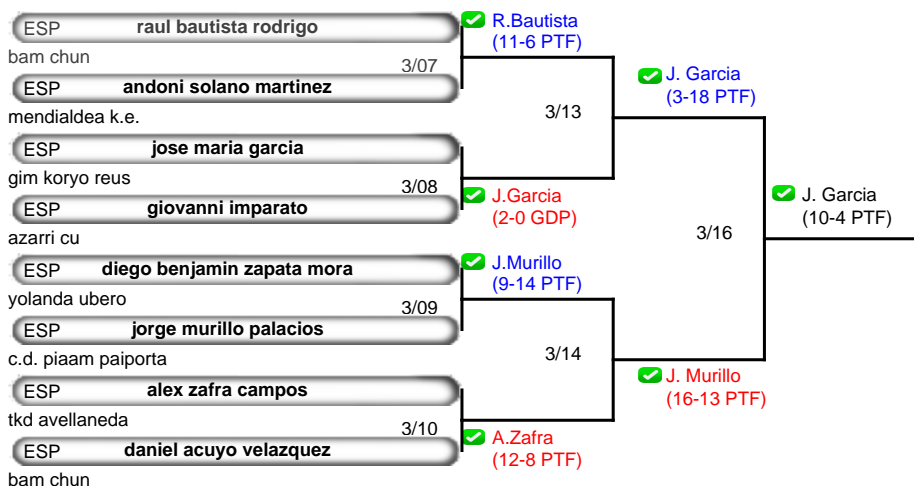 ESP raul bautista rodrigo
bam chun
3/07
ESP andoni solano martinez
mendialdea k.e.
ESP jose maria garcia
gim koryo reus
3/08
ESP giovanni imparato
azarri cu
ESP diego benjamin zapata mora
yolanda ubero
3/09
ESP jorge murillo palacios
c.d. piaam paiporta
ESP alex zafra campos
tkd avellaneda
3/10
ESP daniel acuyo velazquez
bam chun
R.Bautista
(11-6 PTF)
3/13
J.Garcia
(2-0 GDP)
J.Murillo
(9-14 PTF)
3/14
A.Zafra
(12-8 PTF)
J. Garcia
(3-18 PTF)
3/16
J. Murillo
(16-13 PTF)
J. Garcia
(10-4 PTF)